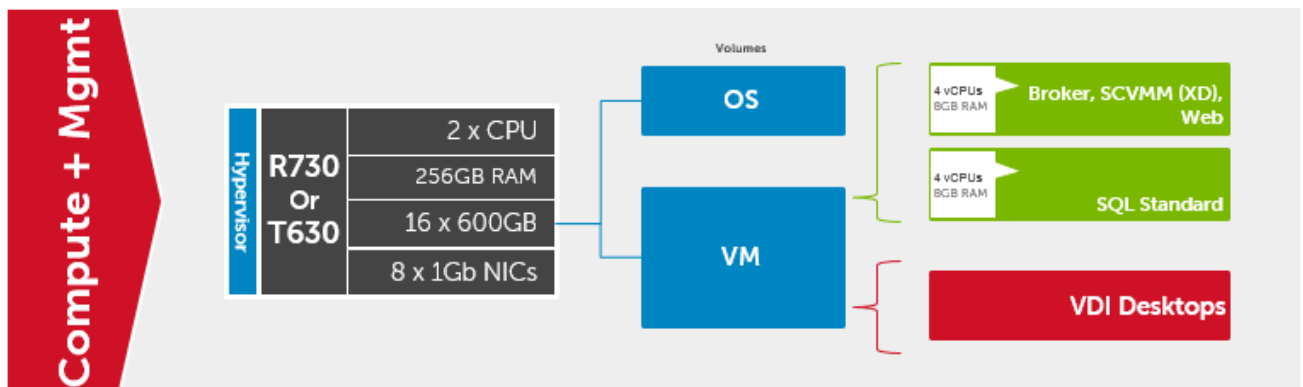 Compute + Mgmt
Hypervisor
R730
Or
T630
2 x CPU
256GB RAM
16 x 600GB
8 x 1Gb NICs
Volumes
OS
VM
4 vCPUs
8GB RAM
Broker, SCVMM (XD),
Web
4 vCPUs
8GB RAM
SQL Standard
VDI Desktops